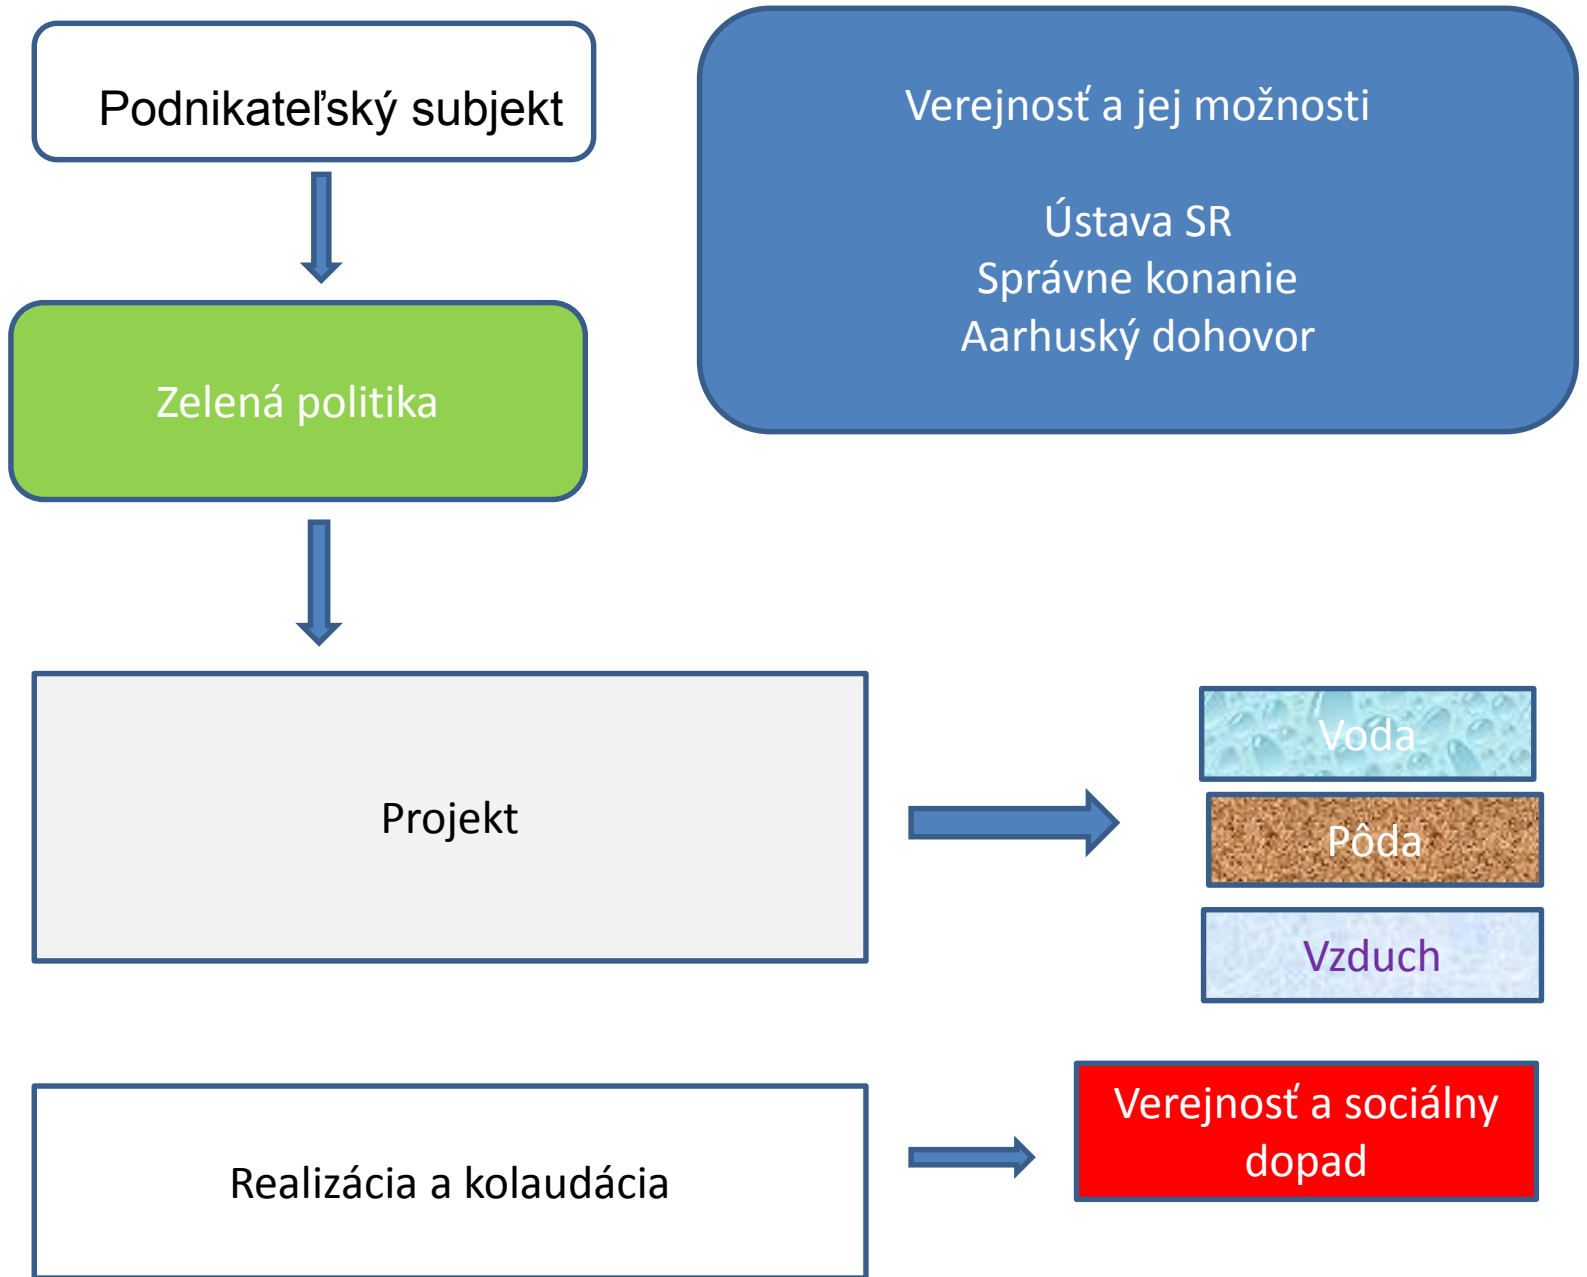 Podnikateľský subjekt
Verejnosť a jej možnosti
Ústava SR
Správne konanie
Aarhuský dohovor
Zelená politika
Projekt
Voda
Pôda
Vzduch
Realizácia a kolaudácia
Verejnosť a sociálny
dopad